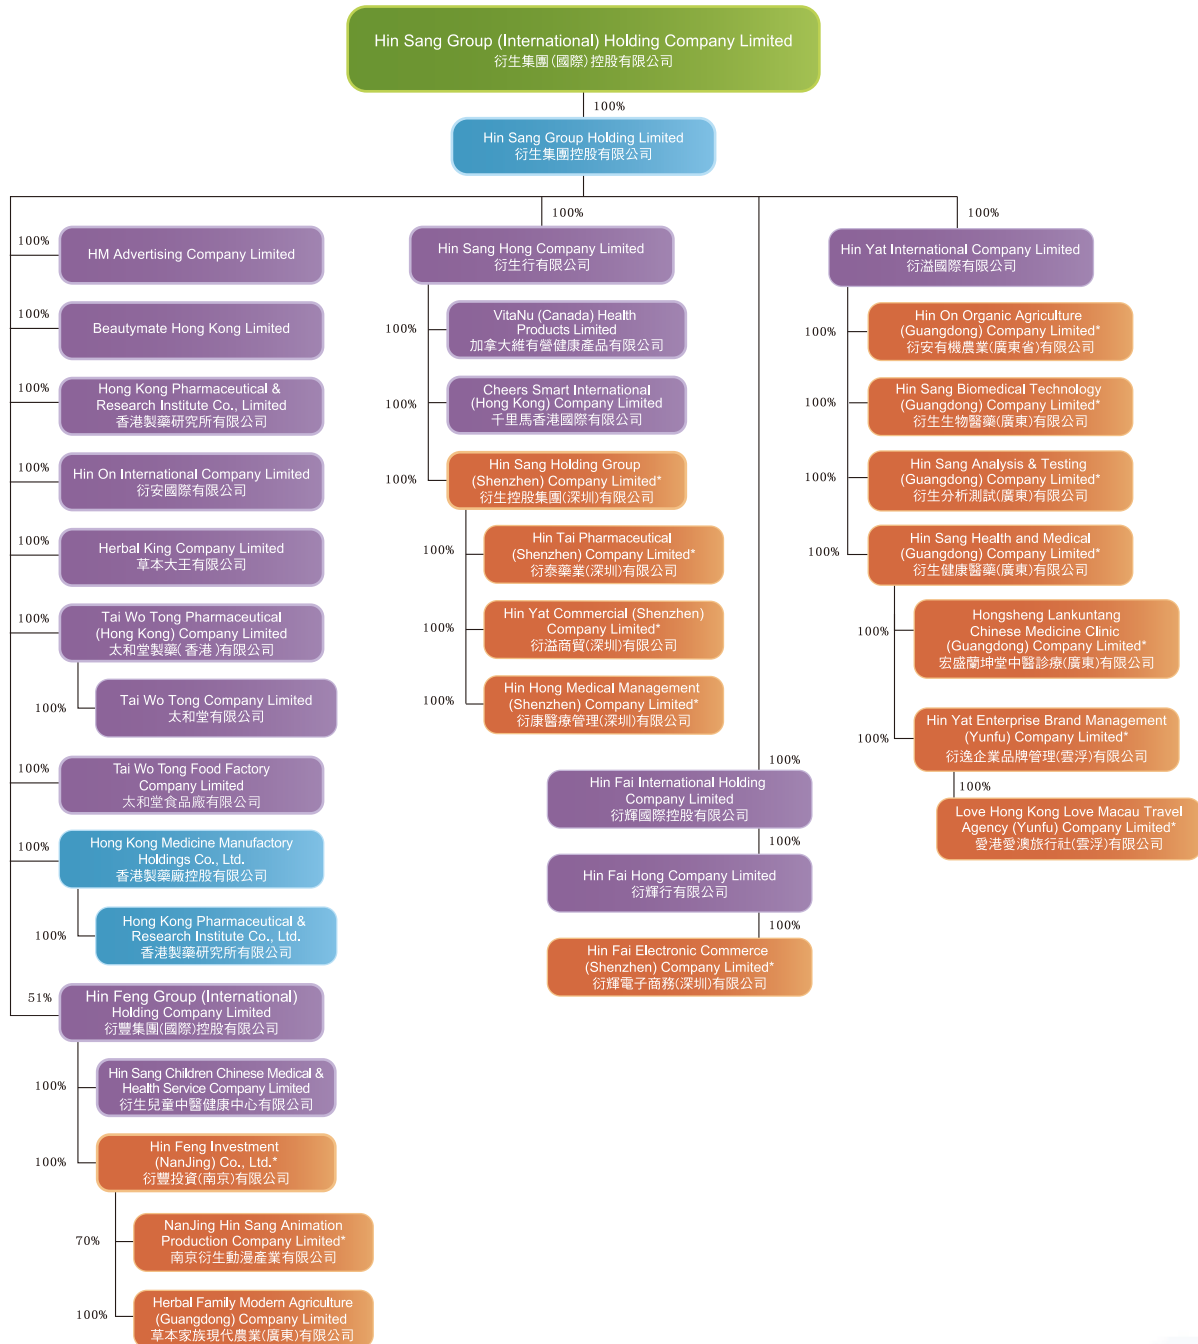 Hin Sang Group (International) Holding Company Limited
衍生集團(國際)控股有限公司
100%
Hin Sang Group Holding Limited
衍生集團控股有限公司
100%
HM Advertising Company Limited
100%
Beautymate Hong Kong Limited
100%
Hong Kong Pharmaceutical &
Research Institute Co., Limited
香港製藥研究所有限公司
100%
Hin On International Company Limited
衍安國際有限公司
100%
Herbal King Company Limited
草本大王有限公司
100%
Tai Wo Tong Pharmaceutical
(Hong Kong) Company Limited
太和堂製藥(香港)有限公司
100%
Tai Wo Tong Company Limited
太和堂有限公司
100%
Tai Wo Tong Food Factory
Company Limited
太和堂食品廠有限公司
100%
Hong Kong Medicine Manufactory
Holdings Co., Ltd.
香港製藥廠控股有限公司
100%
Hong Kong Pharmaceutical &
Research Institute Co., Ltd.
香港製藥研究所有限公司
51%
Hin Feng Group (International)
Holding Company Limited
衍豐集團(國際)控股有限公司
100%
Hin Sang Children Chinese Medical &
Health Service Company Limited
衍生兒童中醫健康中心有限公司
100%
Hin Feng Investment
(NanJing) Co., Ltd.*
衍豐投資(南京)有限公司
70%
NanJing Hin Sang Animation
Production Company Limited*
南京衍生動漫產業有限公司
100%
Herbal Family Modern Agriculture
(Guangdong) Company Limited
草本家族現代農業(廣東)有限公司
100%
Hin Sang Hong Company Limited
衍生行有限公司
100%
VitaNu (Canada) Health
Products Limited
加拿大維有營健康產品有限公司
100%
Cheers Smart International
(Hong Kong) Company Limited
千里馬香港國際有限公司
100%
Hin Sang Holding Group
(Shenzhen) Company Limited*
衍生控股集團(深圳)有限公司
100%
Hin Tai Pharmaceutical
(Shenzhen) Company Limited*
衍泰藥業(深圳)有限公司
100%
Hin Yat Commercial (Shenzhen)
Company Limited*
衍溢商貿(深圳)有限公司
100%
Hin Hong Medical Management
(Shenzhen) Company Limited*
衍康醫療管理(深圳)有限公司
100%
Hin Fai International Holding
Company Limited
衍輝國際控股有限公司
100%
Hin Fai Hong Company Limited
衍輝行有限公司
100%
Hin Fai Electronic Commerce
(Shenzhen) Company Limited*
衍輝電子商務(深圳)有限公司
100%
Hin Yat International Company Limited
衍溢國際有限公司
100%
Hin On Organic Agriculture
(Guangdong) Company Limited*
衍安有機農業(廣東省)有限公司
100%
Hin Sang Biomedical Technology
(Guangdong) Company Limited*
衍生生物醫藥(廣東)有限公司
100%
Hin Sang Analysis & Testing
(Guangdong) Company Limited*
衍生分析測試(廣東)有限公司
100%
Hin Sang Health and Medical
(Guangdong) Company Limited*
衍生健康醫藥(廣東)有限公司
100%
Hongsheng Lankuntang
Chinese Medicine Clinic
(Guangdong) Company Limited*
宏盛蘭坤堂中醫診療(廣東)有限公司
100%
Hin Yat Enterprise Brand Management
(Yunfu) Company Limited*
衍逸企業品牌管理(雲浮)有限公司
100%
Love Hong Kong Love Macau Travel
Agency (Yunfu) Company Limited*
愛港愛澳旅行社(雲浮)有限公司